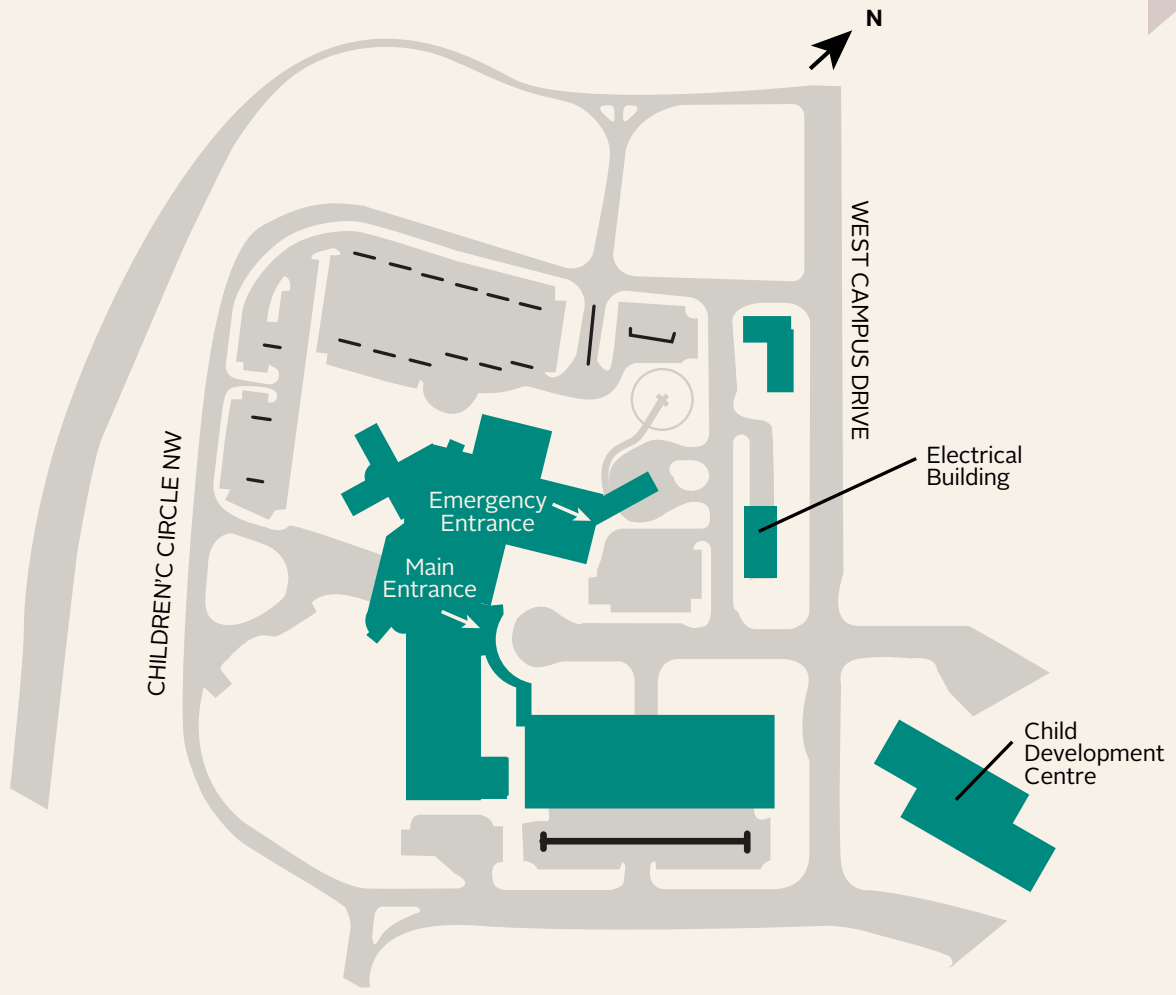 N
WEST CAMPUS DRIVE
Electrical
Building
Emergency
Entrance
Main
Entrance
CHILDREN'C CIRCLE NW
Child
Development
Centre